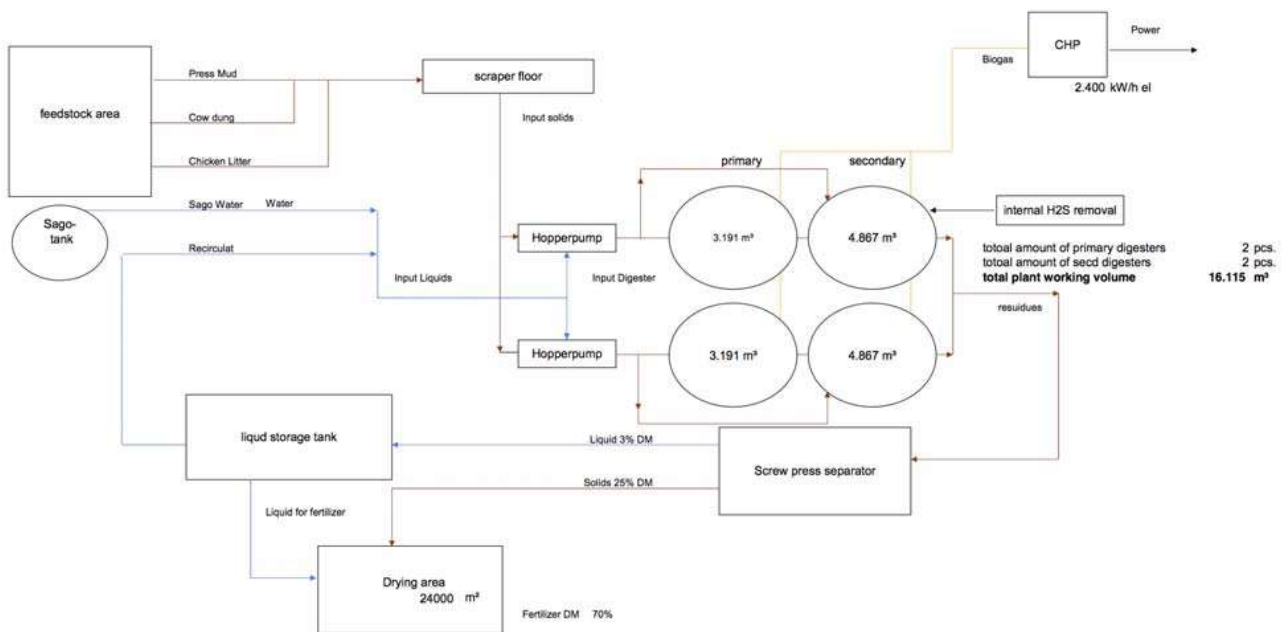 CHP
Power
Biogas
2.400 kW/h el
feedstock area
Press Mud
scraper floor
Cow dung
Input solids
Chicken Litter
primary
secondary
Sago-
tank
Sago Water Water
internal H2S removal
Recirculat
Hopperpump
3.191 m³
4.867 m³
Input Liquids
Input Digester
totoal amount of primary digesters 2 pcs.
totoal amount of secd digesters 2 pcs.
total plant working volume 16.115 m³
resuidues
Hopperpump
3.191 m³
4.867 m³
liqud storage tank
Liquid 3% DM
Screw press separator
Solids 25% DM
Liquid for fertilizer
Drying area
24000 m²
Fertilizer DM 70%